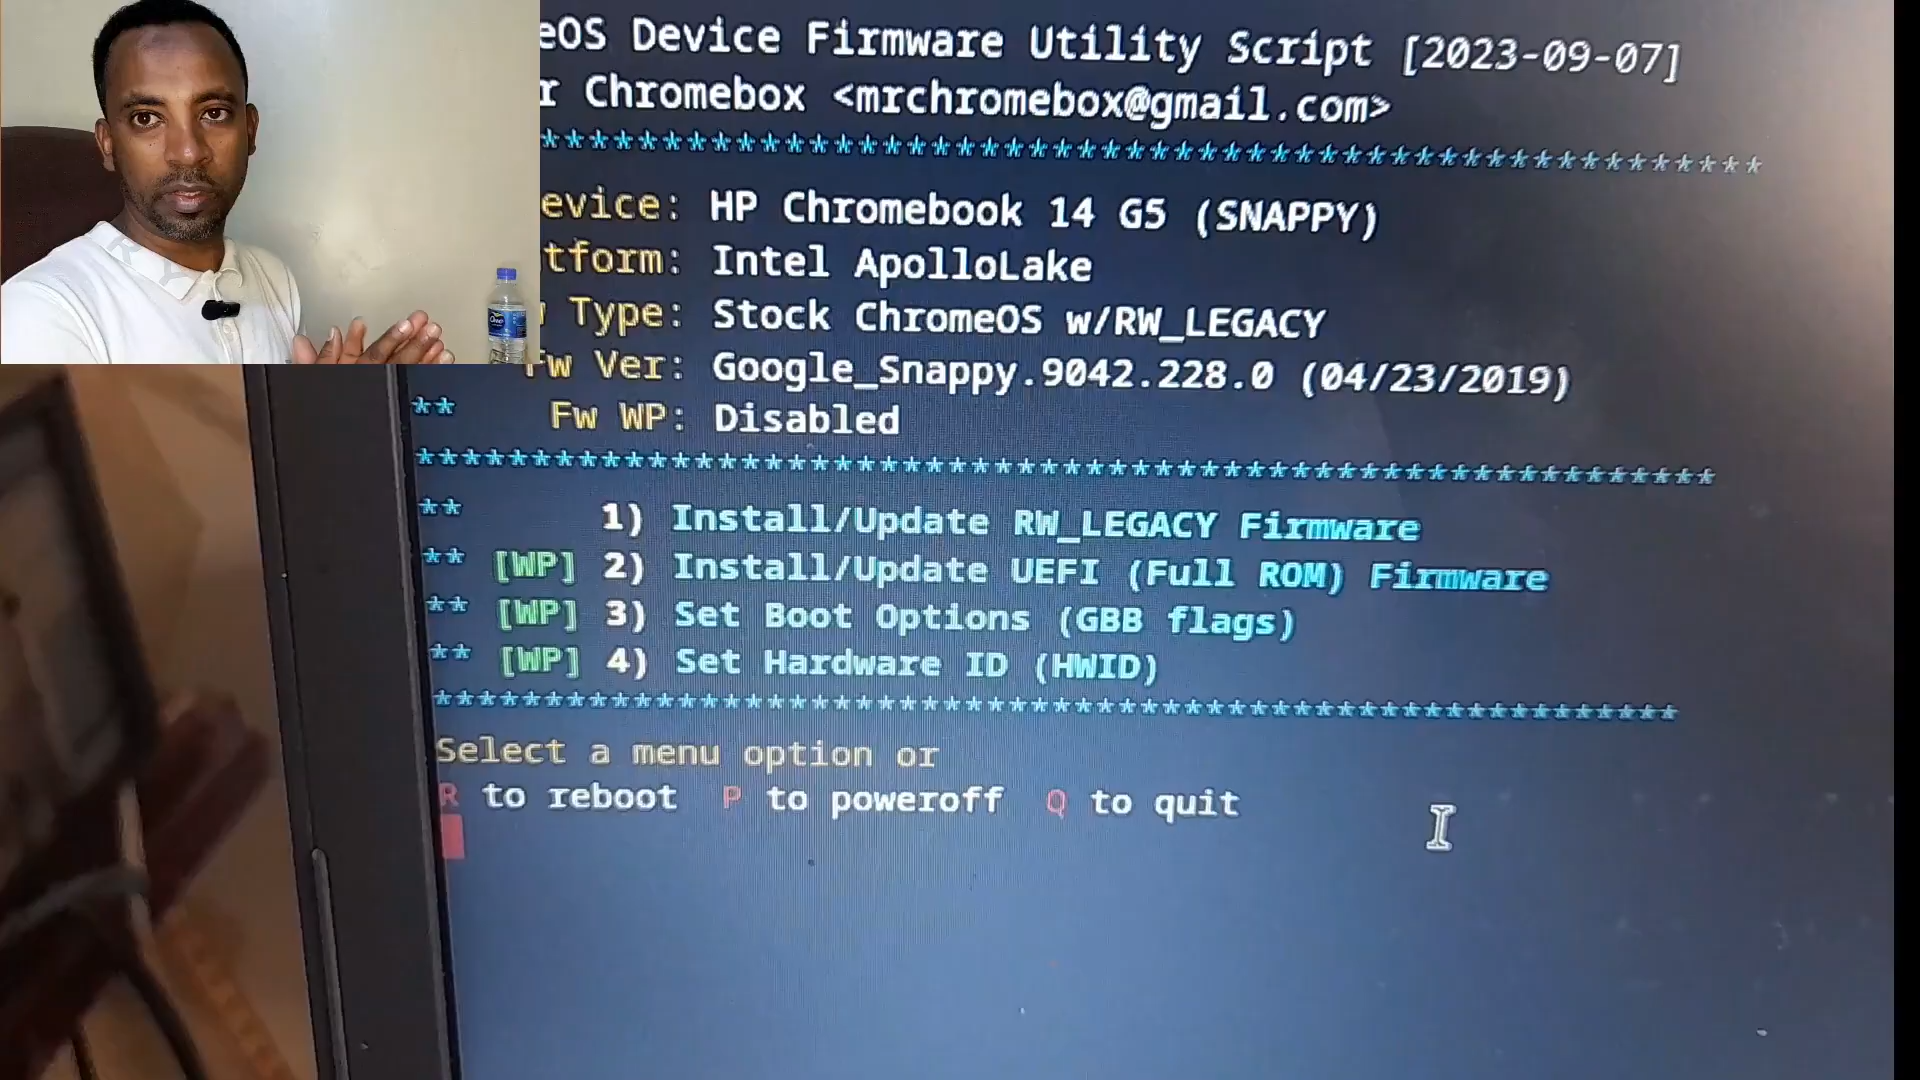 eOS Device Firmware Utility Script [2023-09-07]
r Chromebox <mrchromebox@gmail.com>
************************************************************
evice: HP Chromebook 14 G5 (SNAPPY)
tform: Intel ApolloLake
Type: Stock ChromeOS w/RW_LEGACY
Fw Ver: Google_Snappy.9042.228.0 (04/23/2019)
** Fw WP: Disabled
************************************************************
** 1) Install/Update RW_LEGACY Firmware
** [WP] 2) Install/Update UEFI (Full ROM) Firmware
** [WP] 3) Set Boot Options (GBB flags)
** [WP] 4) Set Hardware ID (HWID)
************************************************************
Select a menu option or
R to reboot P to poweroff Q to quit